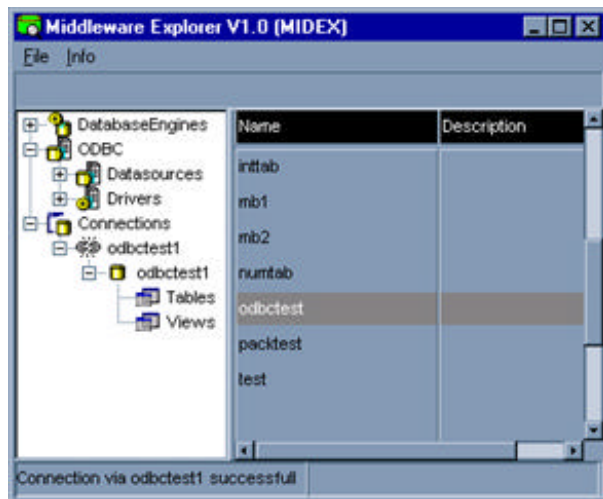 Middleware Explorer V1.0 (MIDEX)
File Info
DatabaseEngines
ODBC
Datasources
Drivers
Connections
odbctest1
odbctest1
Tables
Views
Name Description
inttab
mb1
mb2
numtab
odbctest
packtest
test
Connection via odbctest1 successfull